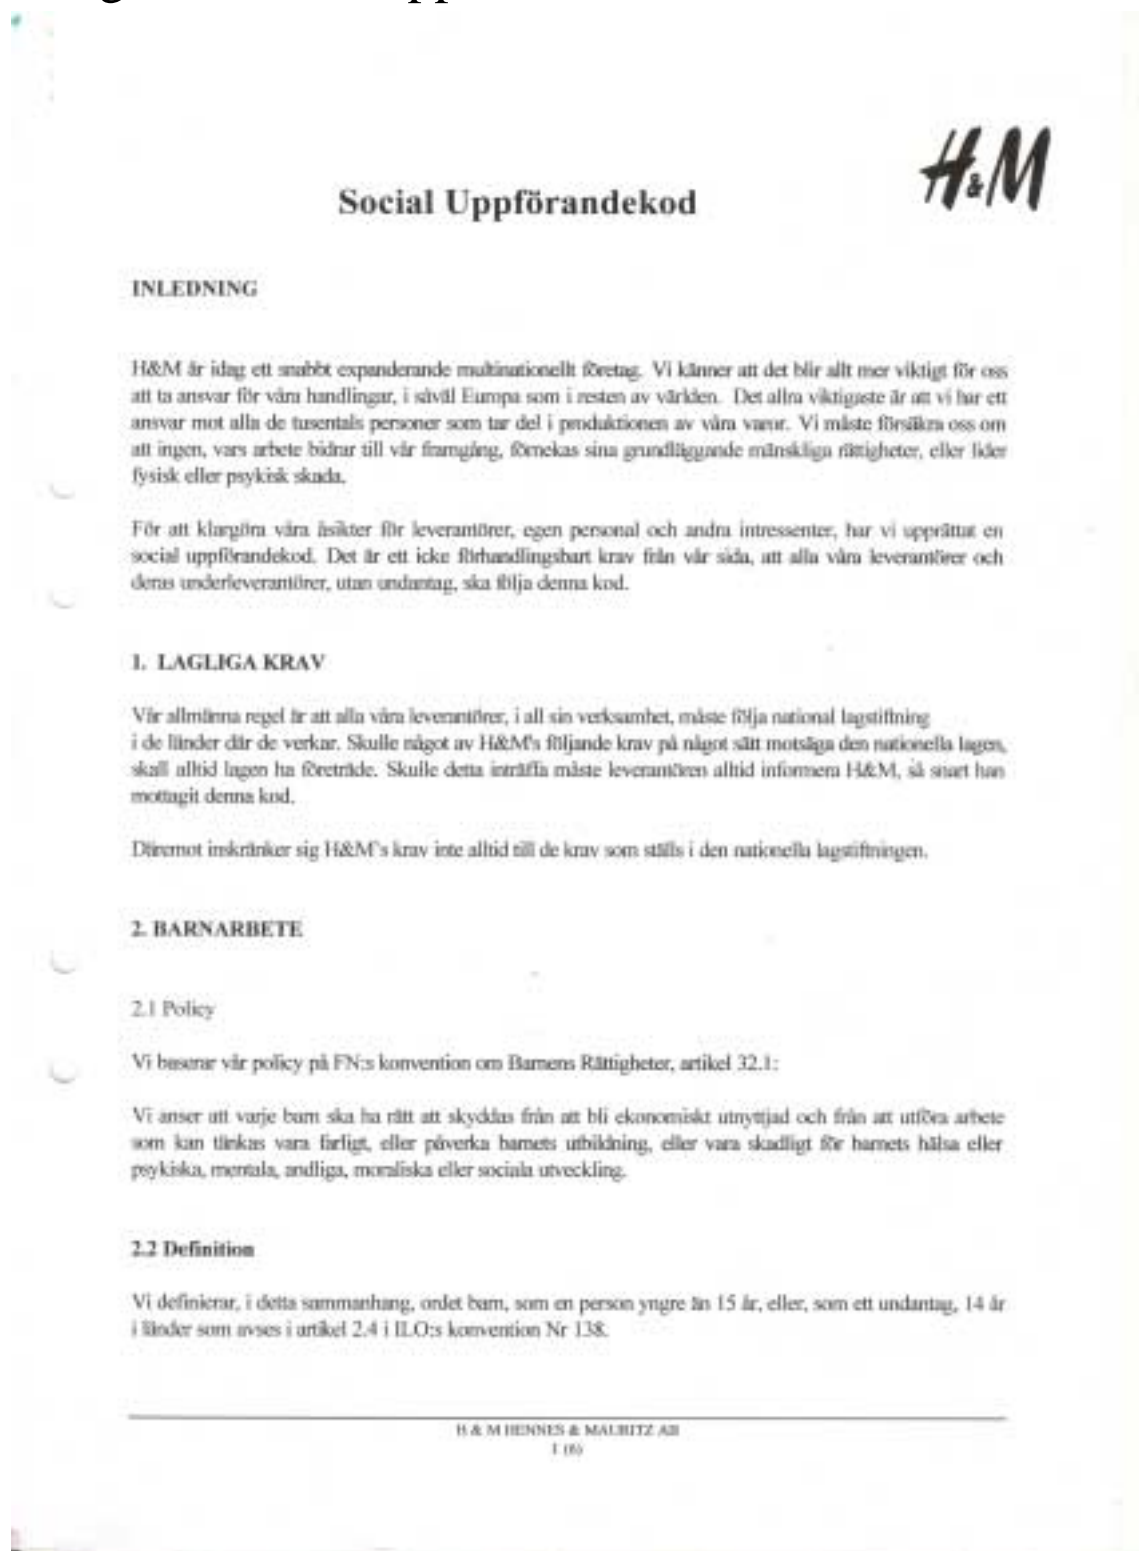 H&M
Social Uppförandekod
INLEDNING
H&M är idag ett snabbt expanderande multinationellt företag. Vi känner att det blir allt mer viktigt för oss
att ta ansvar för våra handlingar, i såväl Europa som i resten av världen. Det allra viktigaste är att vi har ett
ansvar mot alla de tusentals personer som tar del i produktionen av våra varor. Vi måste försäkra oss om
att ingen, vars arbete bidrar till vår framgång, förnekas sina grundläggande mänskliga rättigheter, eller lider
fysisk eller psykisk skada.
För att klargöra våra åsikter för leverantörer, egen personal och andra intressenter, har vi upprättat en
social uppförandekod. Det är ett icke förhandlingsbart krav från vår sida, att alla våra leverantörer och
deras underleverantörer, utan undantag, ska följa denna kod.
1. LAGLIGA KRAV
Vår allmänna regel är att alla våra leverantörer, i all sin verksamhet, måste följa national lagstiftning
i de länder där de verkar. Skulle något av H&M's följande krav på något sätt motsäga den nationella lagen,
skall alltid lagen ha företräde. Skulle detta inträffa måste leverantören alltid informera H&M, så snart han
mottagit denna kod.
Däremot inskränker sig H&M's krav inte alltid till de krav som ställs i den nationella lagstiftningen.
2. BARNARBETE
2.1 Policy
Vi baserar vår policy på FN:s konvention om Barnens Rättigheter, artikel 32.1:
Vi anser att varje barn ska ha rätt att skyddas från att bli ekonomiskt utnyttjad och från att utföra arbete
som kan tänkas vara farligt, eller påverka barnets utbildning, eller vara skadligt för barnets hälsa eller
psykiska, mentala, andliga, moraliska eller sociala utveckling.
2.2 Definition
Vi definierar, i detta sammanhang, ordet barn, som en person yngre än 15 år, eller, som ett undantag, 14 år
i länder som avses i artikel 2.4 i ILO:s konvention Nr 138.
H & M HENNES & MAURITZ AB
1 (6)